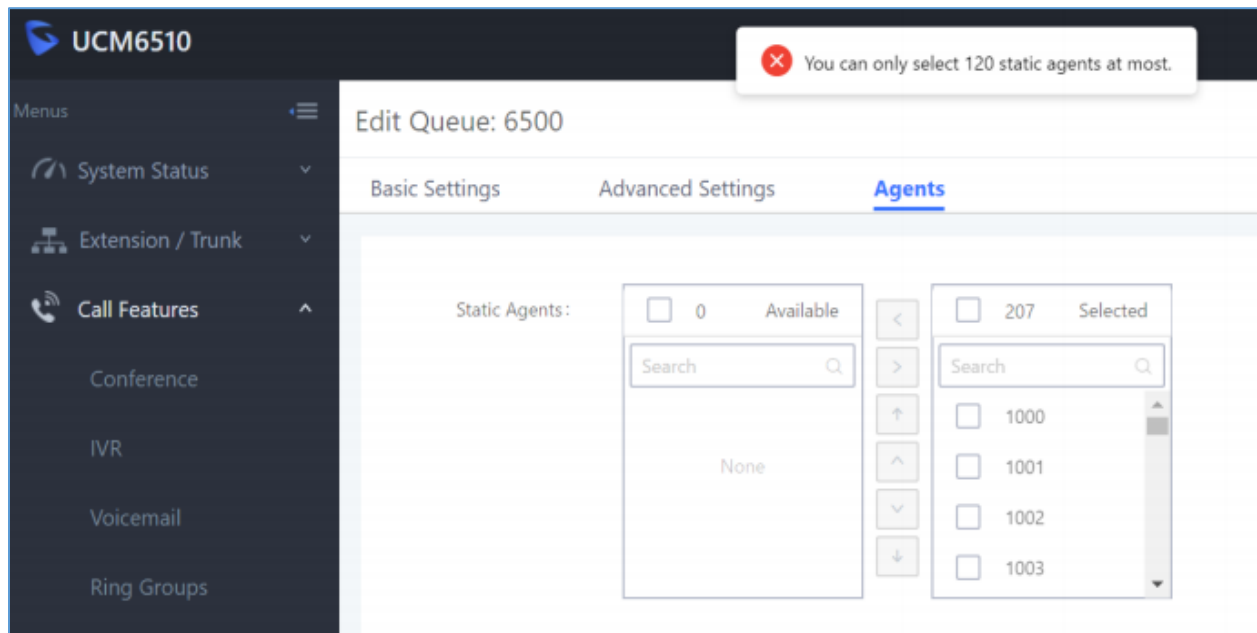 UCM6510
You can only select 120 static agents at most.
Menus
Edit Queue: 6500
System Status
Basic Settings
Advanced Settings
Agents
Extension / Trunk
Call Features
Static Agents:
0 Available
207 Selected
Search
Search
Conference
1000
IVR
None
1001
Voicemail
1002
1003
Ring Groups